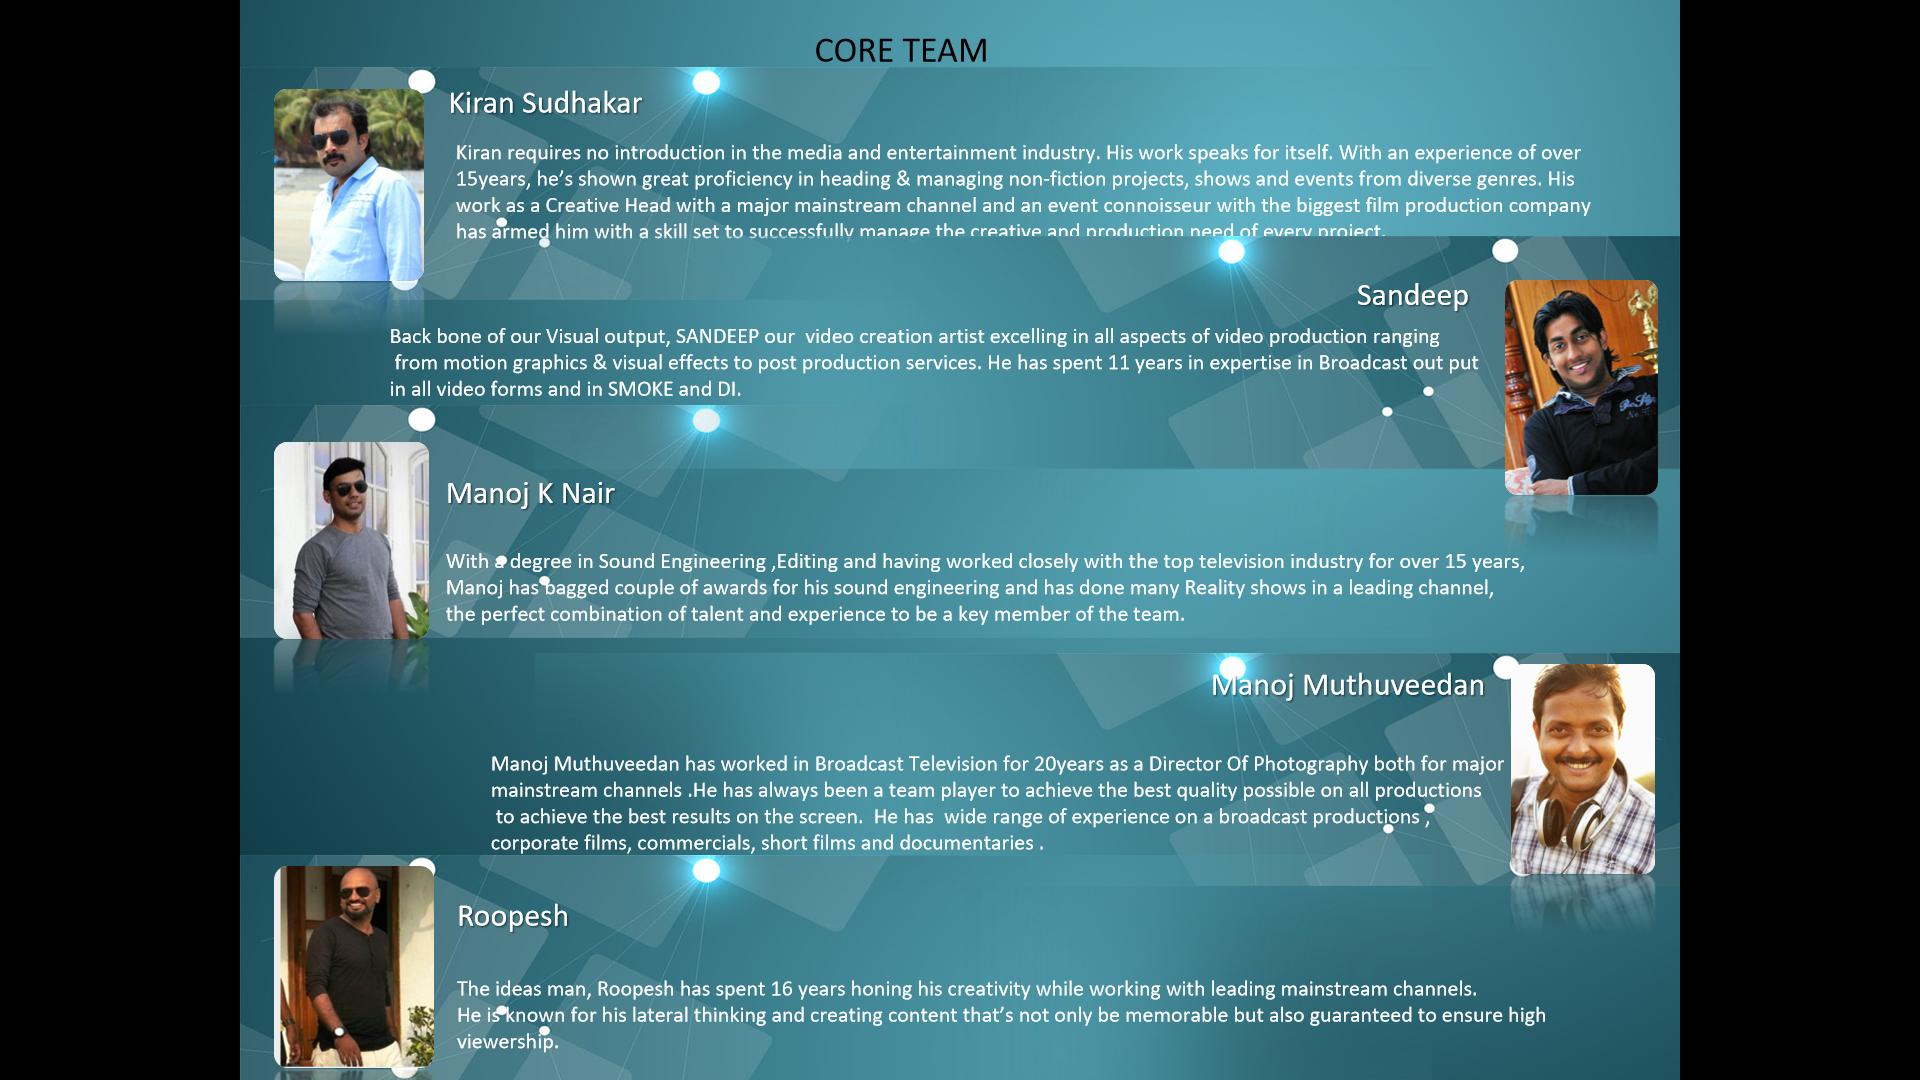 CORE TEAM
Kiran Sudhakar
Kiran requires no introduction in the media and entertainment industry. His work speaks for itself. With an experience of over
15years, he’s shown great proficiency in heading & managing non-fiction projects, shows and events from diverse genres. His
work as a Creative Head with a major mainstream channel and an event connoisseur with the biggest film production company
has armed him with a skill set to successfully manage the creative and production need of every project.
Sandeep
Back bone of our Visual output, SANDEEP our  video creation artist excelling in all aspects of video production ranging
from motion graphics & visual effects to post production services. He has spent 11 years in expertise in Broadcast out put
in all video forms and in SMOKE and DI.
Manoj K Nair
With a degree in Sound Engineering ,Editing and having worked closely with the top television industry for over 15 years,
Manoj has bagged couple of awards for his sound engineering and has done many Reality shows in a leading channel,
the perfect combination of talent and experience to be a key member of the team.
Manoj Muthuveedan
Manoj Muthuveedan has worked in Broadcast Television for 20years as a Director Of Photography both for major
mainstream channels .He has always been a team player to achieve the best quality possible on all productions
to achieve the best results on the screen.  He has  wide range of experience on a broadcast productions ,
corporate films, commercials, short films and documentaries .
Roopesh
The ideas man, Roopesh has spent 16 years honing his creativity while working with leading mainstream channels.
He is known for his lateral thinking and creating content that’s not only be memorable but also guaranteed to ensure high
viewership.